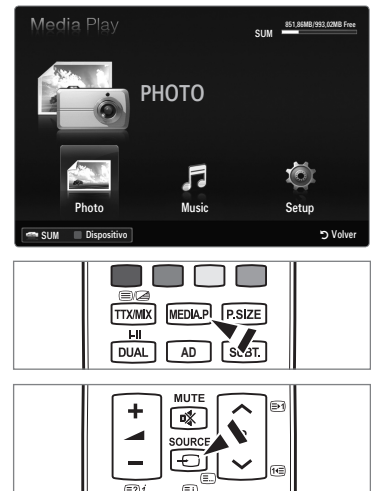 Media Play
851,86MB/993,02MB Free
SUM
PHOTO
Photo Music Setup
SUM Dispositivo Volver
TTX/MIX MEDIA.P P.SIZE
I-II
DUAL AD SUBT.
MUTE
SOURCE